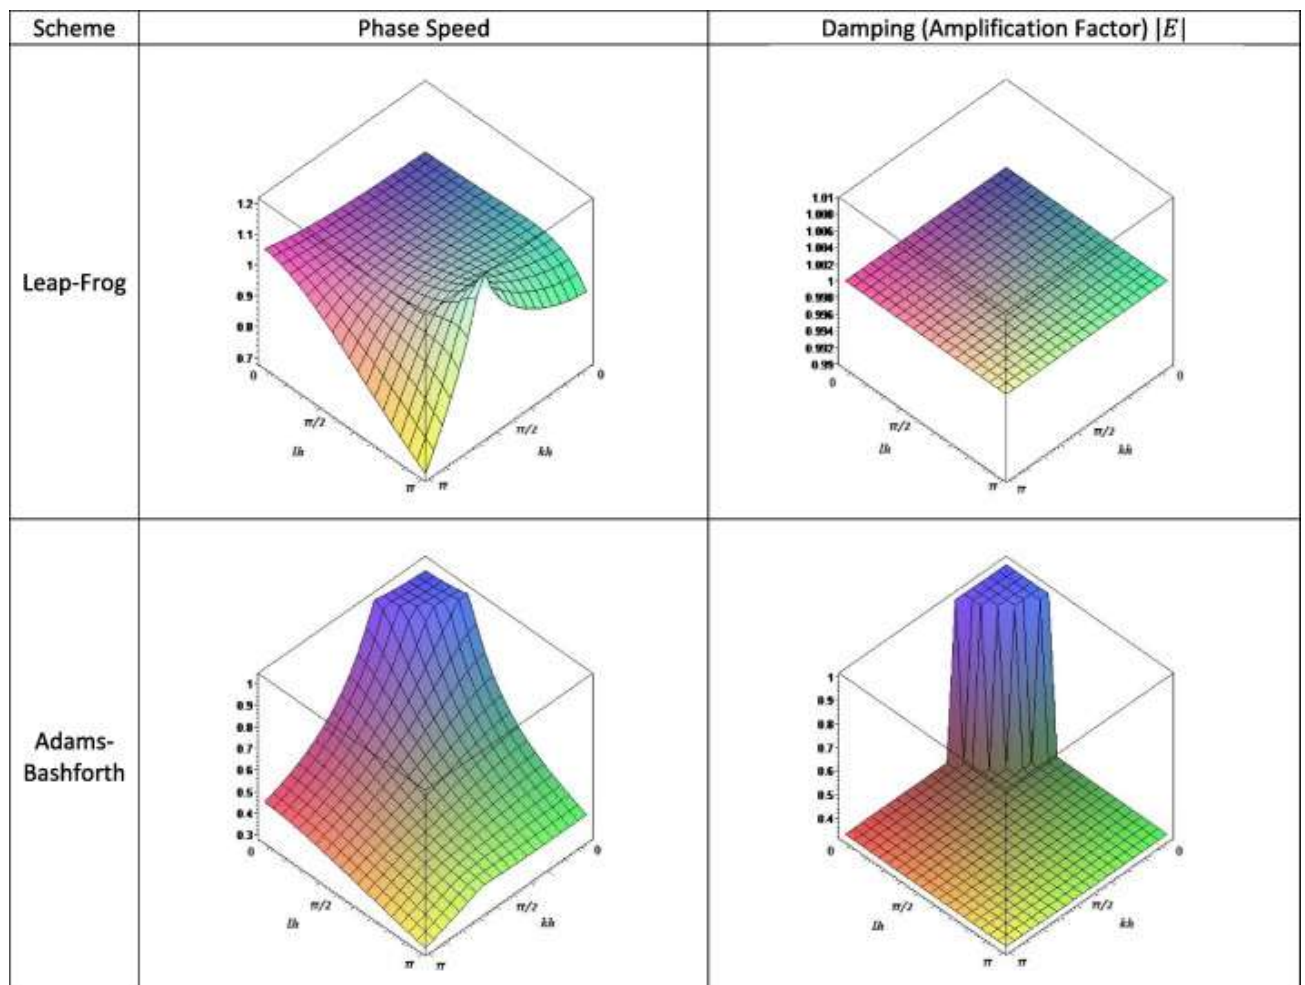 Scheme
Phase Speed
Damping (Amplification Factor) |E|
Leap-Frog
1.2
1.1
1
0.9
0.8
0.7
0
π/2
lh
π
π
π/2
kh
0
1.01
1.008
1.006
1.004
1.002
1
0.998
0.996
0.994
0.992
0.99
0
π/2
lh
π
π
π/2
kh
0
Adams-
Bashforth
1
0.9
0.8
0.7
0.6
0.5
0.4
0.3
0
π/2
lh
π
π
π/2
kh
0
1
0.9
0.8
0.7
0.6
0.5
0.4
0
π/2
lh
π
π
π/2
kh
0